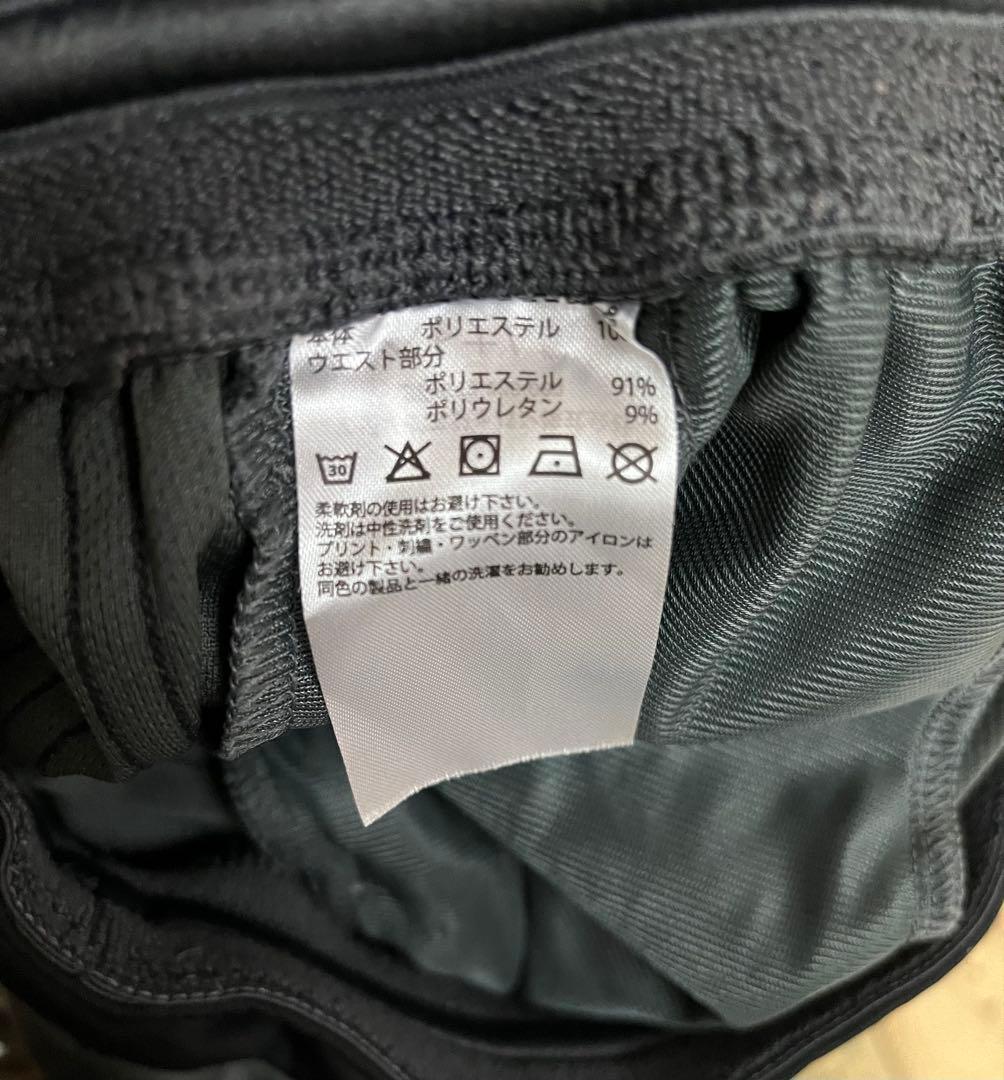 本体 ポリエステル 10
ウエスト部分
ポリエステル 91%
ポリウレタン 9%
30
柔軟剤の使用はお避け下さい。
洗剤は中性洗剤をご使用ください。
プリント・刺繍・ワッペン部分のアイロンは
お避け下さい。
同色の製品と一緒の洗濯をお勧めします。